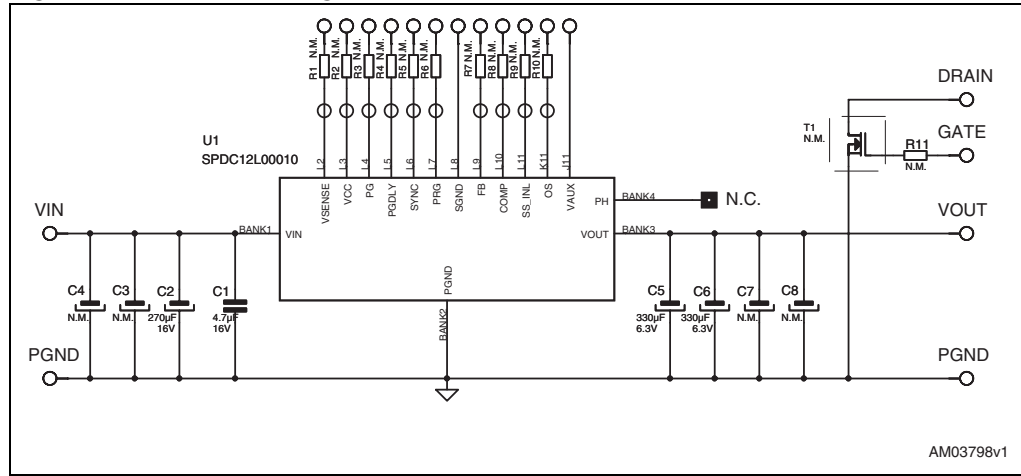 R1 N.M.
R2 N.M.
R3 N.M.
R4 N.M.
R5 N.M.
R6 N.M.
R7 N.M.
R8 N.M.
R9 N.M.
R10 N.M.
DRAIN
GATE
T1
N.M.
R11
N.M.
U1
SPDC12L00010
L2
L3
L4
L5
L6
L7
L8
L9
L10
L11
K11
J11
VSENSE
VCC
PG
PGDLY
SYNC
PRG
SGND
FB
COMP
SS_INL
OS
VAUX
PH
BANK4
N.C.
VIN
BANK1
VIN
VOUT
BANK3
VOUT
PGND
BANK2
C4
N.M.
C3
N.M.
C2
270µF
16V
C1
4.7µF
16V
C5
330µF
6.3V
C6
330µF
6.3V
C7
N.M.
C8
N.M.
PGND
PGND
AM03798v1